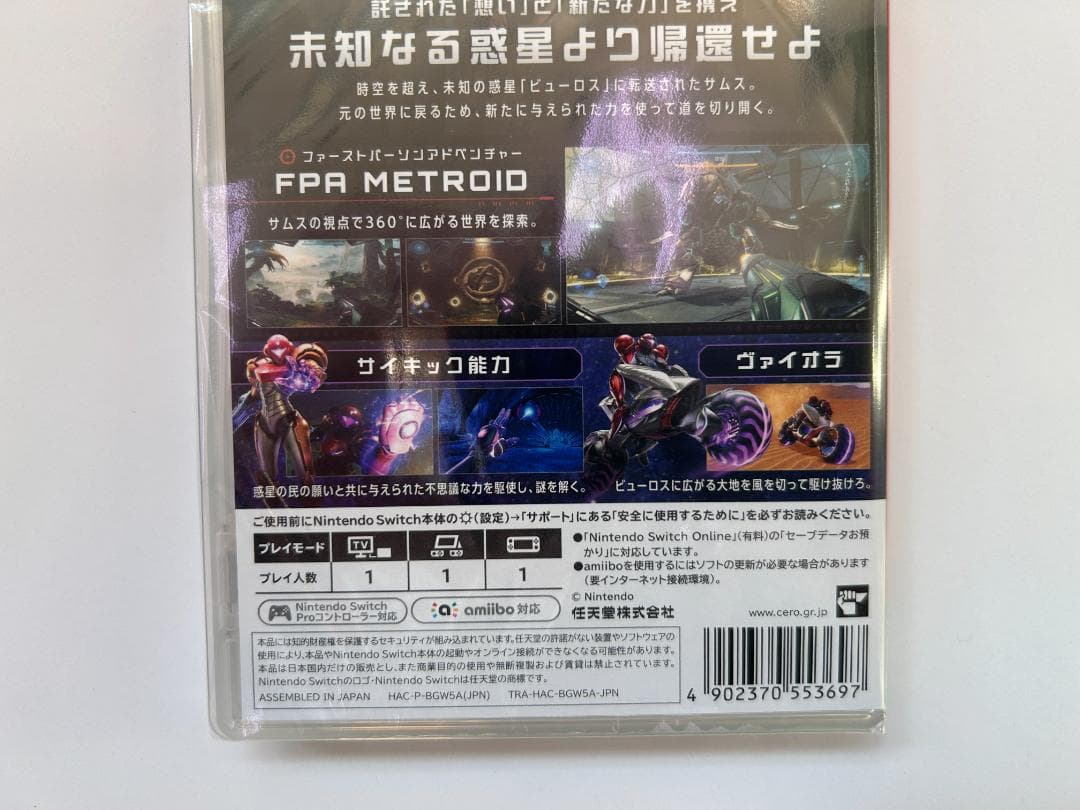 託された「想い」と「新たな力」を携え
未知なる惑星より帰還せよ
時空を超え、未知の惑星「ビューロス」に転送されたサムス。
元の世界に戻るため、新たに与えられた力を使って道を切り開く。
ファーストパーソンアドベンチャー
FPA METROID
サムスの視点で360°に広がる世界を探索。
サイキック能力
ヴァイオラ
惑星の民の願いと共に与えられた不思議な力を駆使し、謎を解く。
ビューロスに広がる大地を風を切って駆け抜けろ。
ご使用前にNintendo Switch本体の(設定)→「サポート」にある「安全に使用するために」を必ずお読みください。
プレイモード
TV
プレイ人数 1 1 1
●「Nintendo Switch Online」(有料)の「セーブデータお預
かり」に対応しています。
●amiiboを使用するにはソフトの更新が必要な場合があります
(要インターネット接続環境)。
Nintendo Switch
Proコントローラー対応
a amiibo 対応
© Nintendo
任天堂株式会社
www.cero.gr.jp
本品には知的財産権を保護するセキュリティが組み込まれています。任天堂の許諾がない装置やソフトウェアの
使用により、本品やNintendo Switch本体の起動やオンライン接続ができなくなる可能性があります。
本品は日本国内だけの販売とし、また商業目的の使用や無断複製および賃貸は禁止されています。
Nintendo Switchのロゴ・Nintendo Switchは任天堂の商標です。
ASSEMBLED IN JAPAN HAC-P-BGW5A(JPN) TRA-HAC-BGW5A-JPN
4 902370 553697